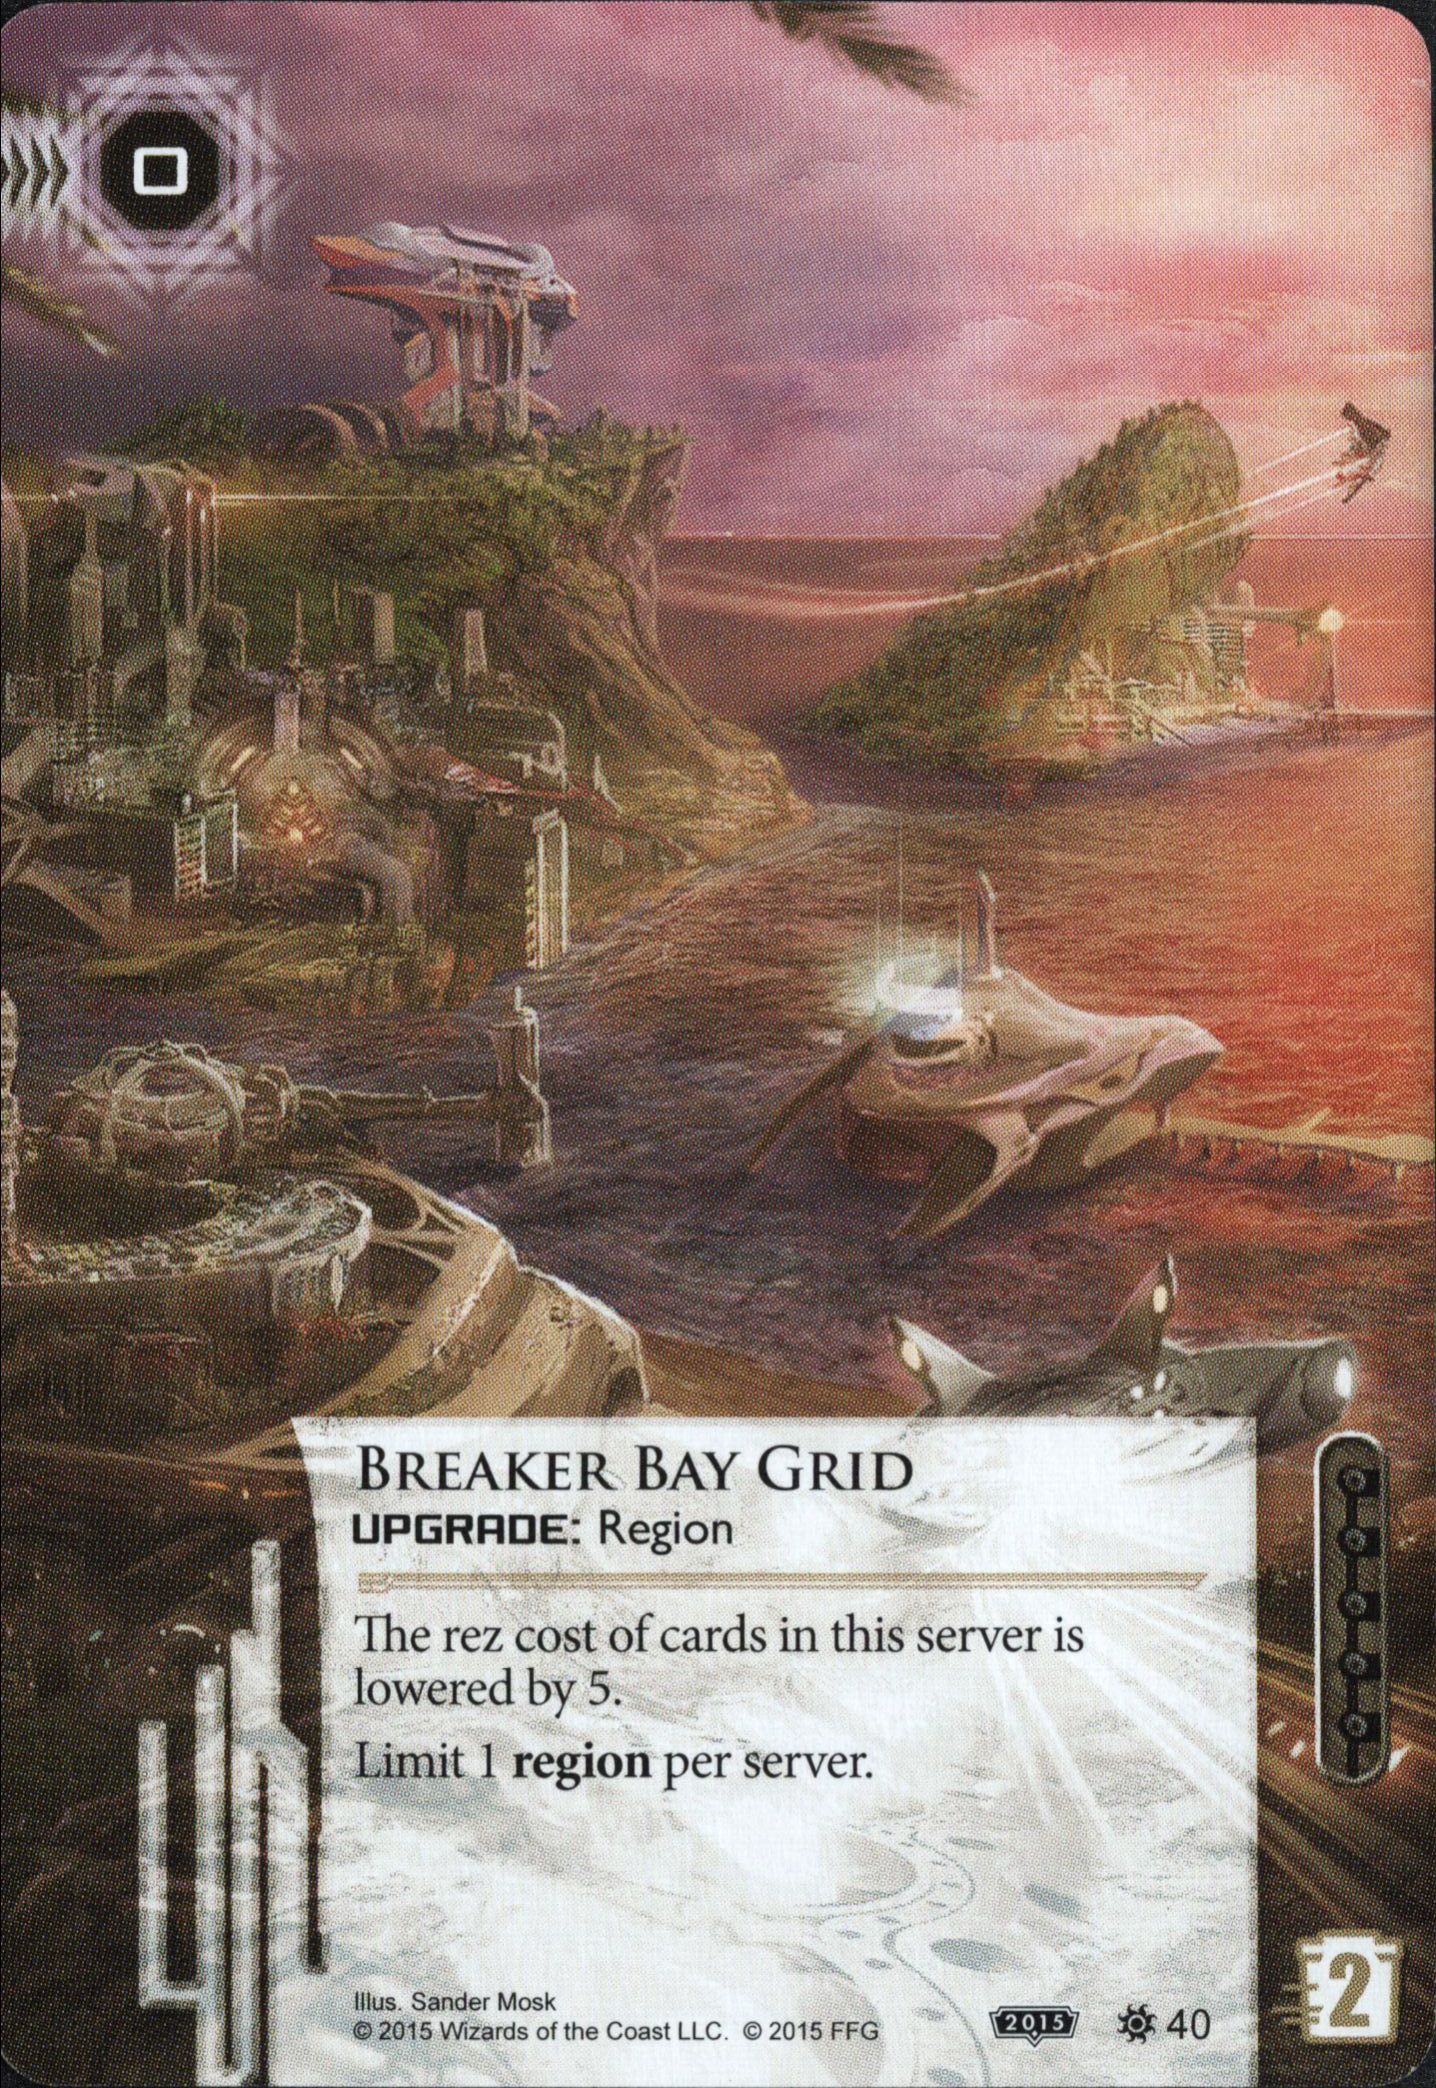 BREAKER BAY GRID
UPGRADE: Region
The rez cost of cards in this server is
lowered by 5.
Limit 1 region per server.
Illus. Sander Mosk
© 2015 Wizards of the Coast LLC. © 2015 FFG
2015
40
2